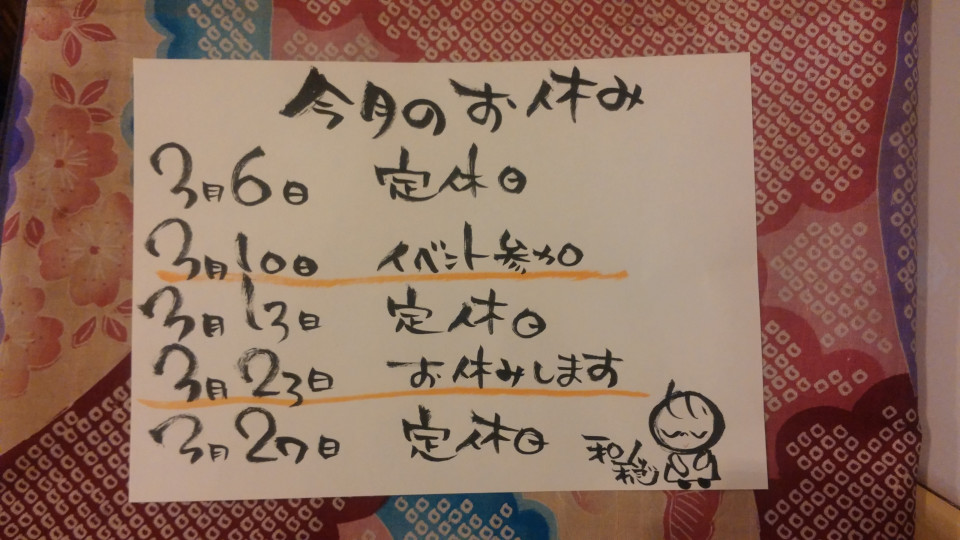 今月のお休み
3月6日 定休日
3月10日 イベント参加
3月13日 定休日
3月23日 お休みします
3月27日 定休日